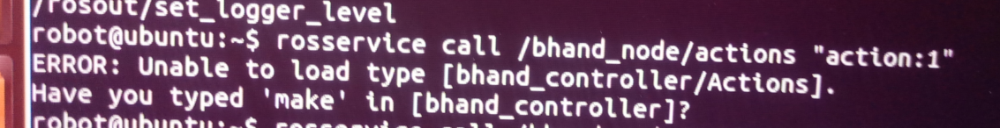 /rosout/set_logger_level
robot@ubuntu:~$ rosservice call /bhand_node/actions "action:1"
ERROR: Unable to load type [bhand_controller/Actions].
Have you typed 'make' in [bhand_controller]?
robot@ubuntu:~$ rosservice call